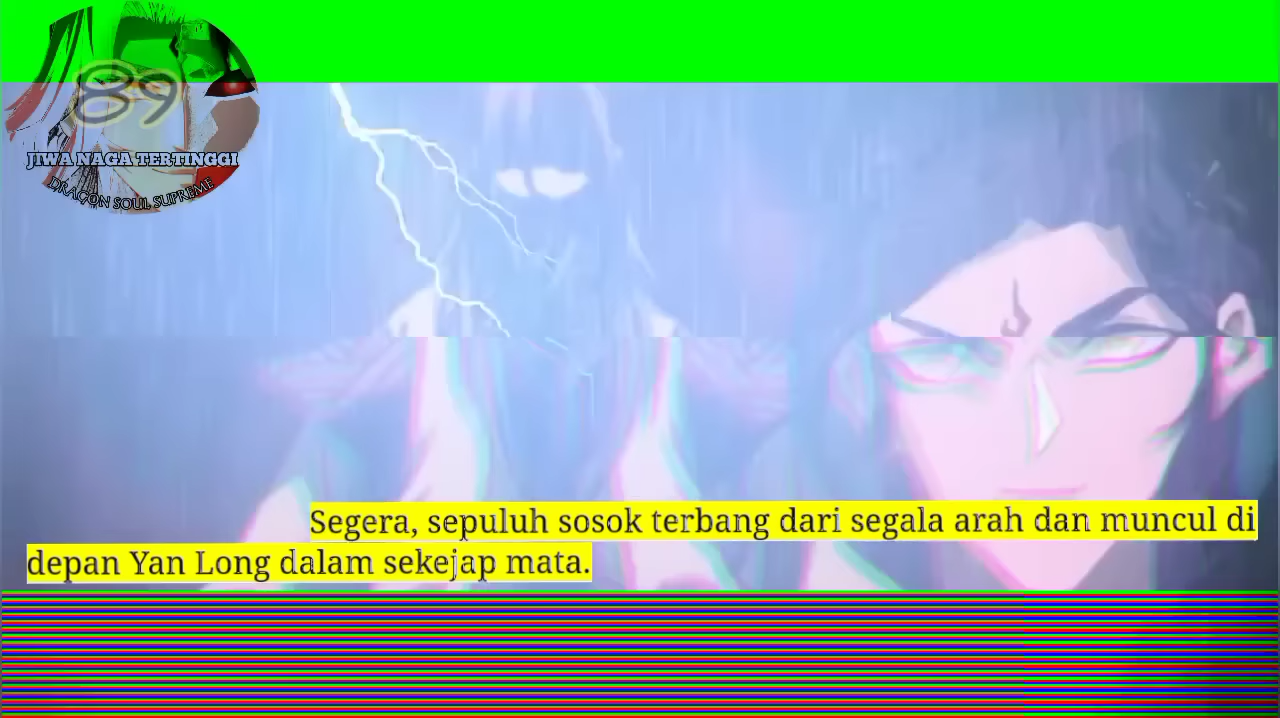 89
JIWA NAGA TERTINGGI
DRAGON SOUL SUPREME
Segera, sepuluh sosok terbang dari segala arah dan muncul di
depan Yan Long dalam sekejap mata.